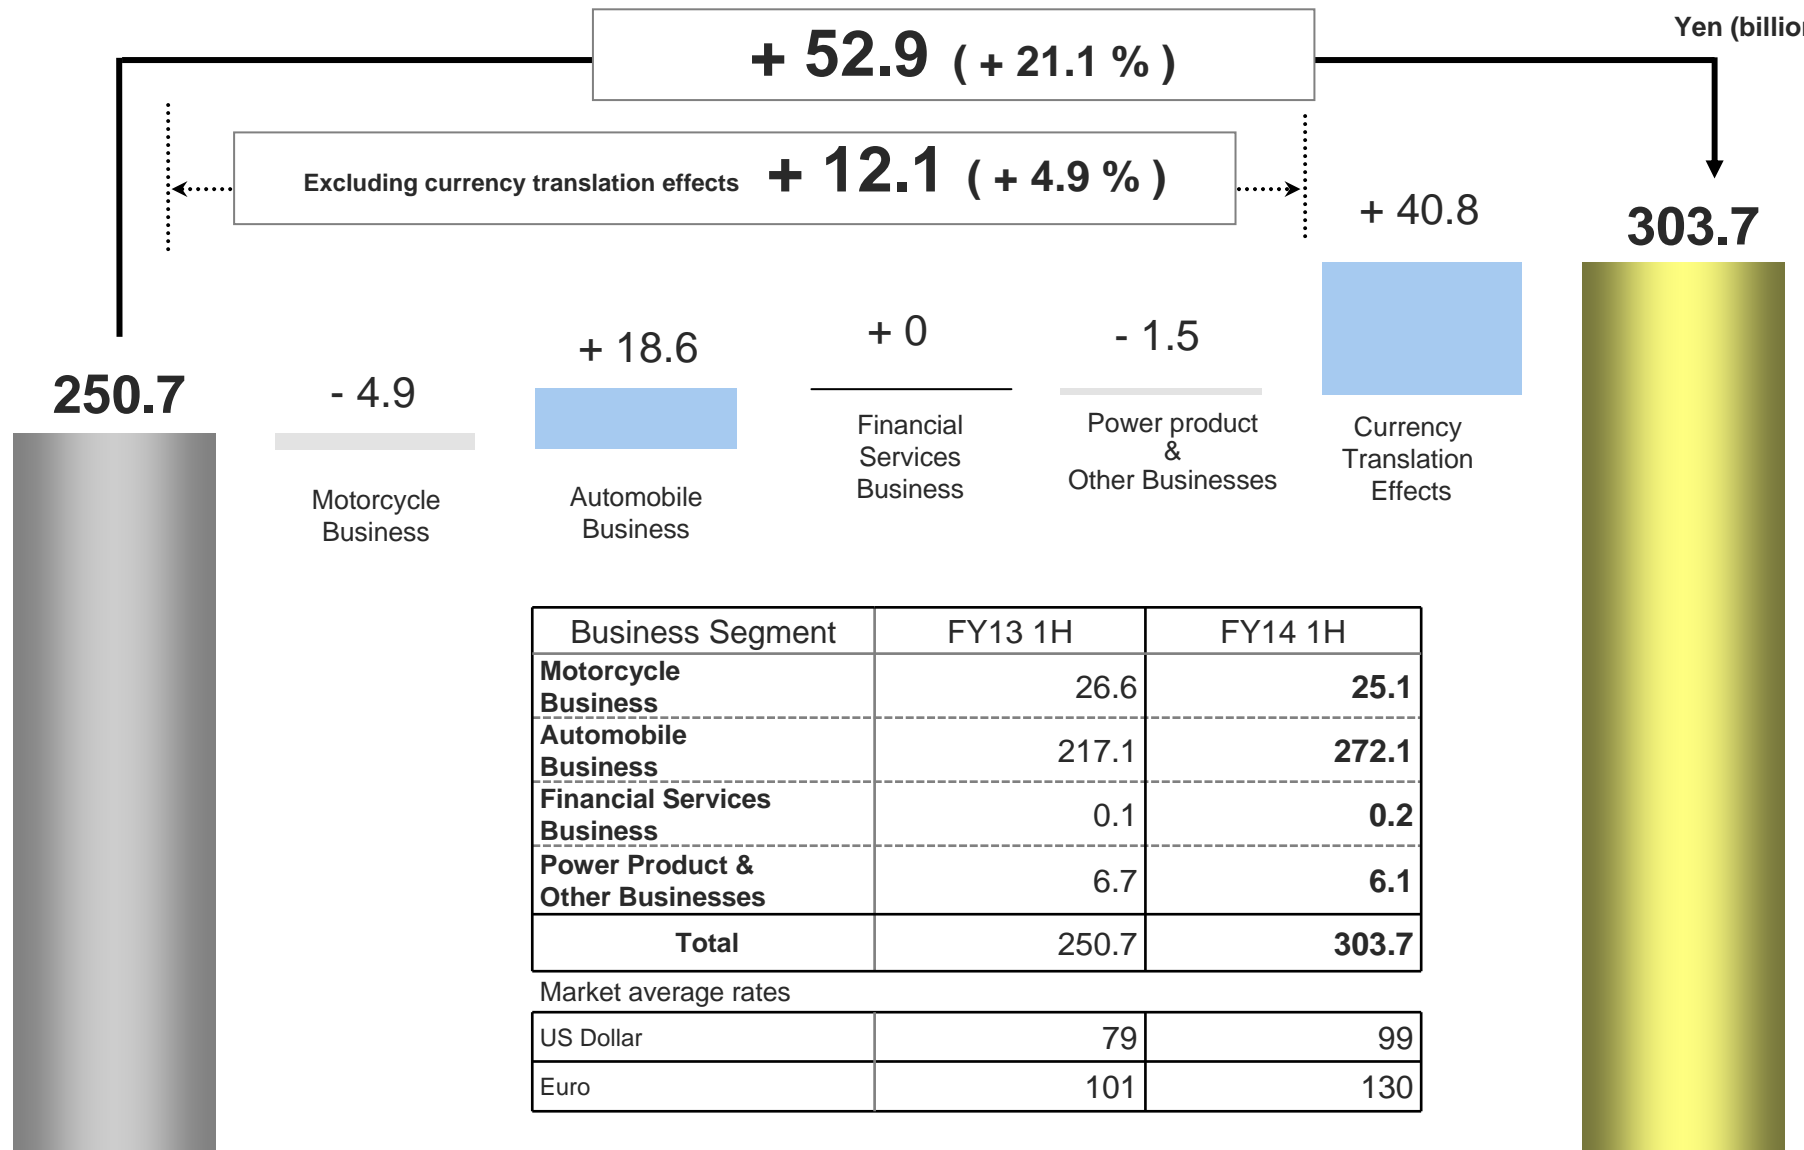 Yen (billion
+ 52.9 ( + 21.1 % )
Excluding currency translation effects + 12.1 ( + 4.9 % )
250.7
- 4.9
Motorcycle
Business
+ 18.6
Automobile
Business
+ 0
Financial
Services
Business
- 1.5
Power product
&
Other Businesses
+ 40.8
Currency
Translation
Effects
303.7
Business Segment FY13 1H FY14 1H
Motorcycle
Business 26.6 25.1
Automobile
Business 217.1 272.1
Financial Services
Business 0.1 0.2
Power Product &
Other Businesses 6.7 6.1
Total 250.7 303.7
Market average rates
US Dollar 79 99
Euro 101 130